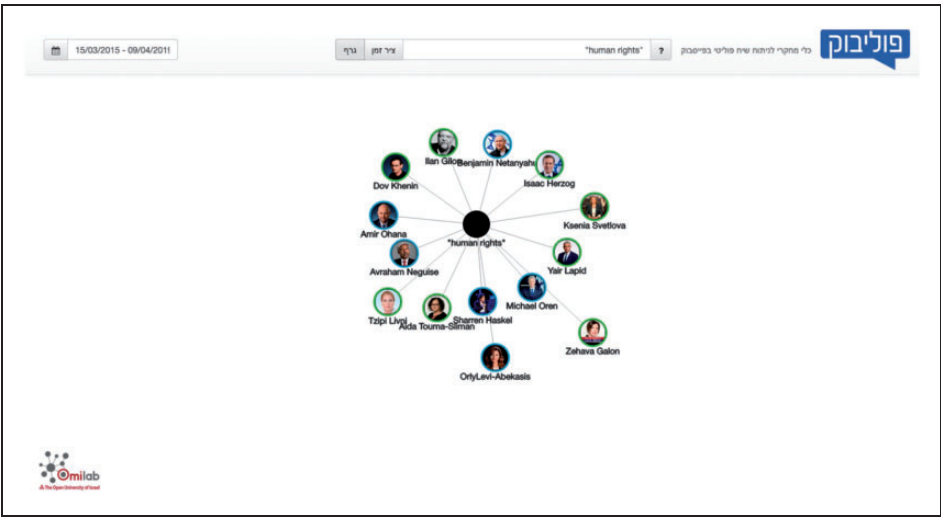 פוליבוק
כלי מחקרי לניתוח שיח פוליטי בפייסבוק
?
"human rights"
ציר זמן
גרף
15/03/2015 - 09/04/2019
Ilan Gilon
Benjamin Netanyahu
Isaac Herzog
Dov Khenin
Ksenia Svetlova
Amir Ohana
"human rights"
Avraham Neguise
Yair Lapid
Michael Oren
Tzipi Livni
Aida Touma-Sliman
Sharren Haskel
Zehava Galon
OrlyLevi-Abekasis
Omilab
The Open University of Israel